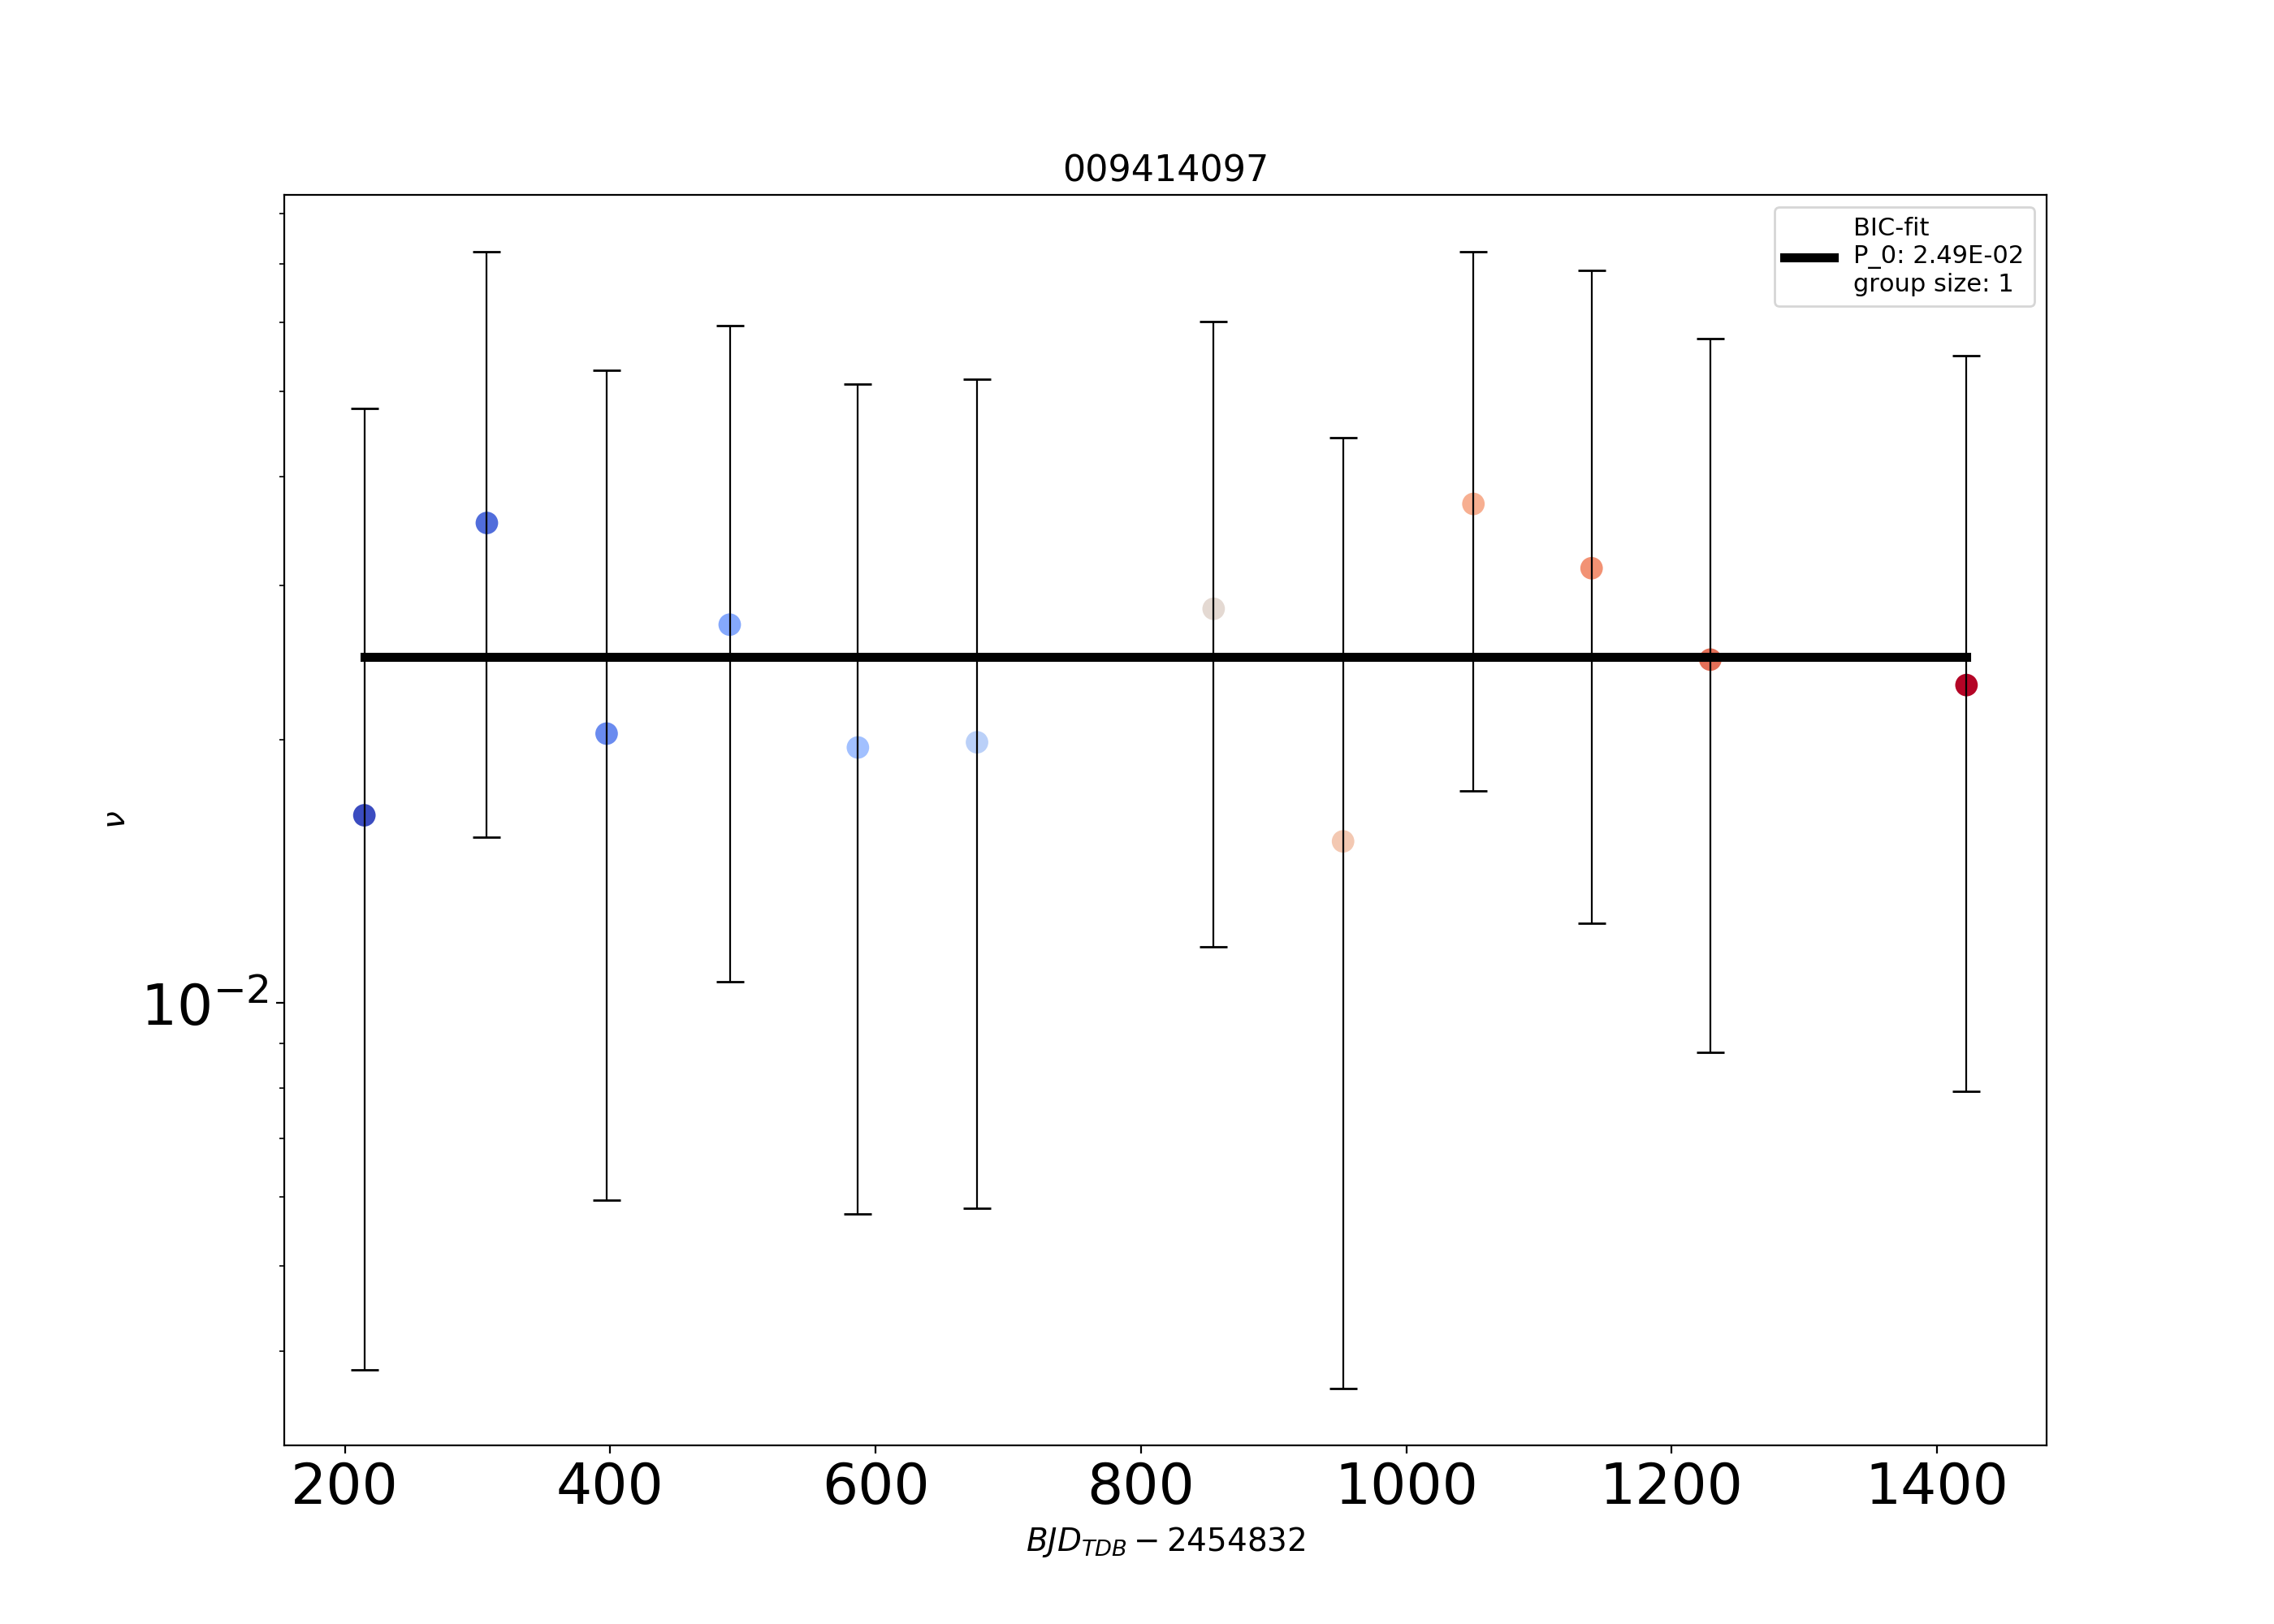 009414097
BIC-fit
P_0: 2.49E-02
group size: 1
ν
10⁻²
200 400 600 800 1000 1200 1400
BJD_TDB − 2454832